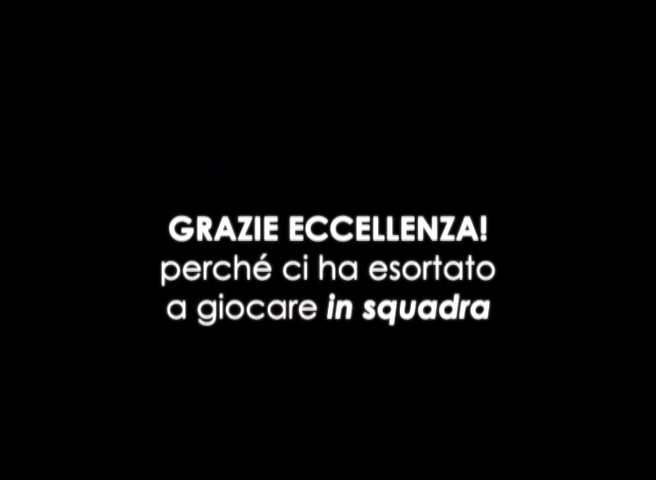 GRAZIE ECCELLENZA!
perché ci ha esortato
a giocare in squadra